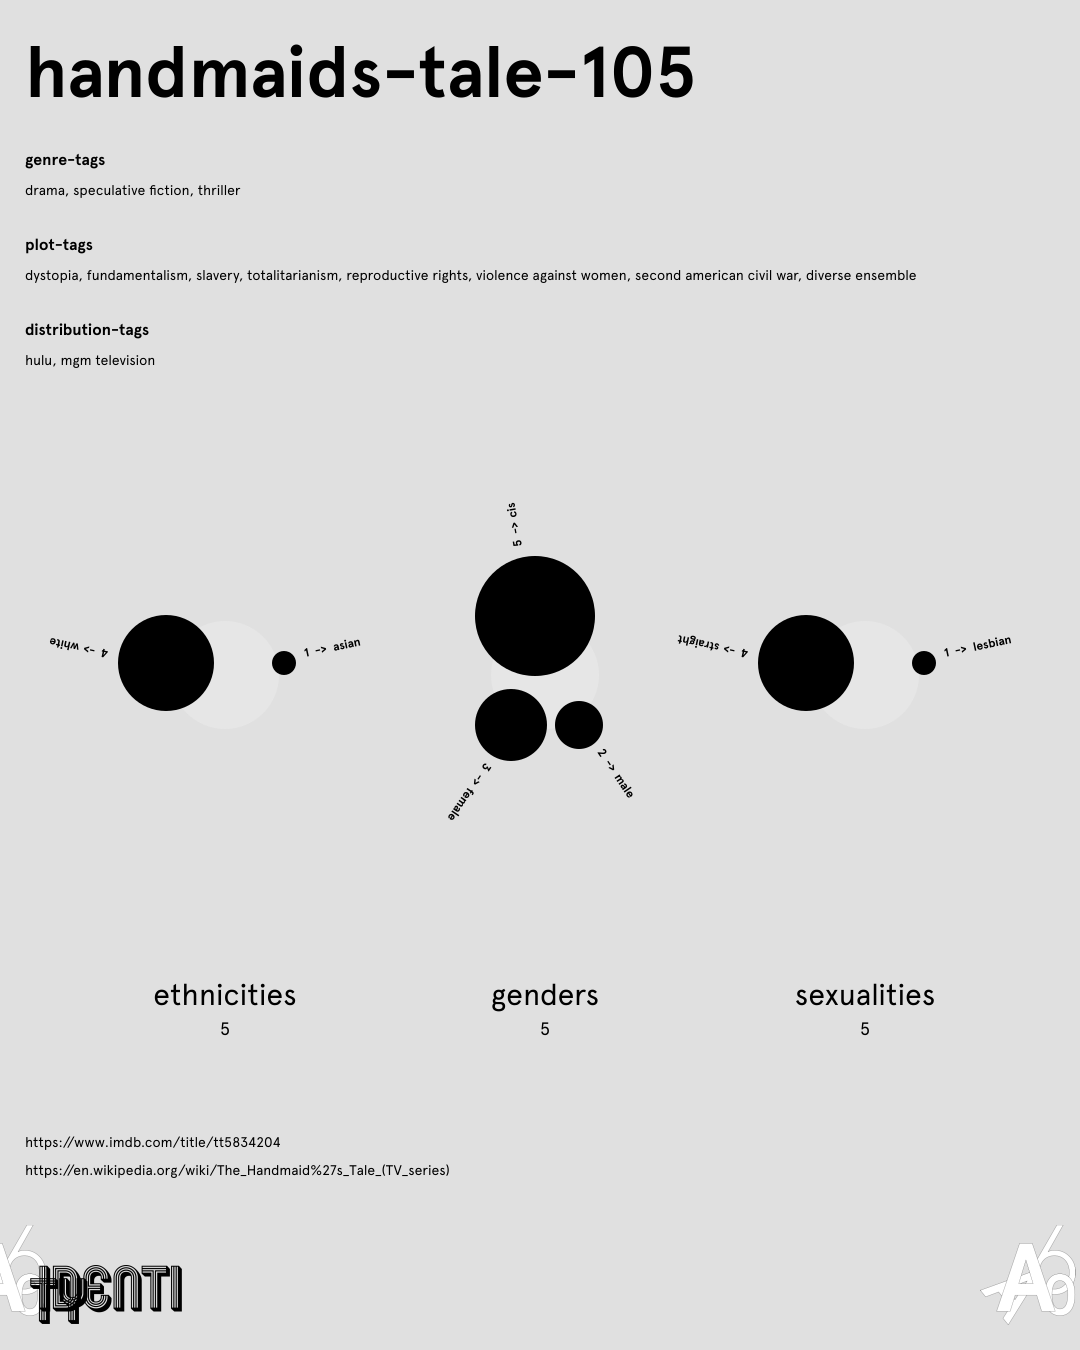 handmaids-tale-105
genre-tags
drama, speculative fiction, thriller
plot-tags
dystopia, fundamentalism, slavery, totalitarianism, reproductive rights, violence against women, second american civil war, diverse ensemble
distribution-tags
hulu, mgm television
4 -> white
1 -> asian
5 -> cis
3 -> female
2 -> male
4 -> straight
1 -> lesbian
ethnicities
5
genders
5
sexualities
5
https://www.imdb.com/title/tt5834204
https://en.wikipedia.org/wiki/The_Handmaid%27s_Tale_(TV_series)